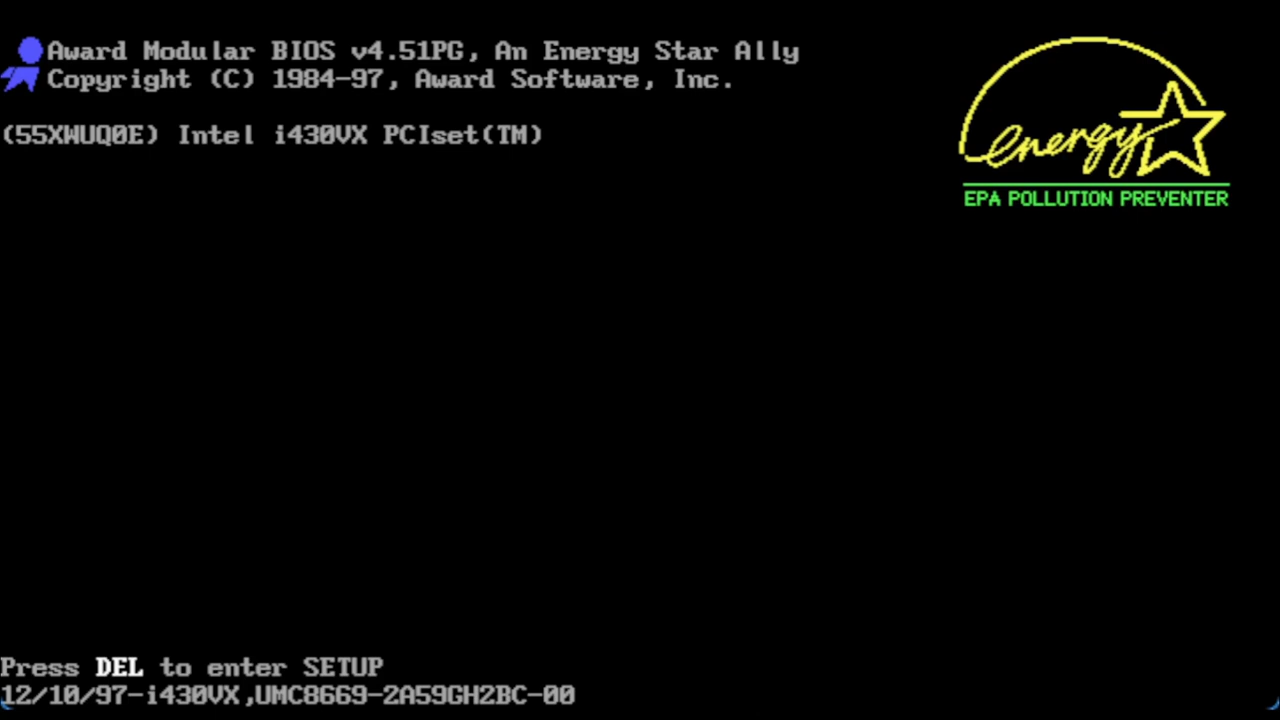 Award Modular BIOS v4.51PG, An Energy Star Ally
Copyright (C) 1984-97, Award Software, Inc.
(55XWUQ0E) Intel i430VX PCIset(TM)
energy
EPA POLLUTION PREVENTER
Press DEL to enter SETUP
12/10/97-i430VX,UMC8669-2A59GH2BC-00